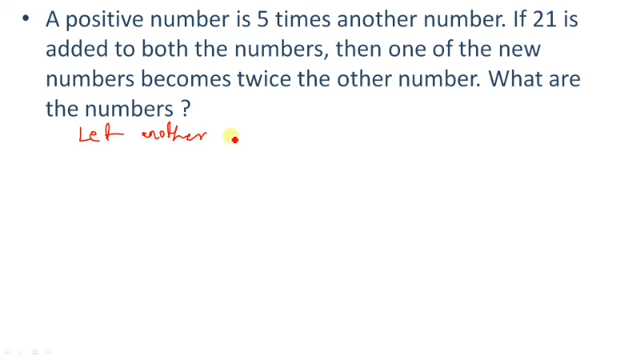 • A positive number is 5 times another number. If 21 is
added to both the numbers, then one of the new
numbers becomes twice the other number. What are
the numbers ?
Let another